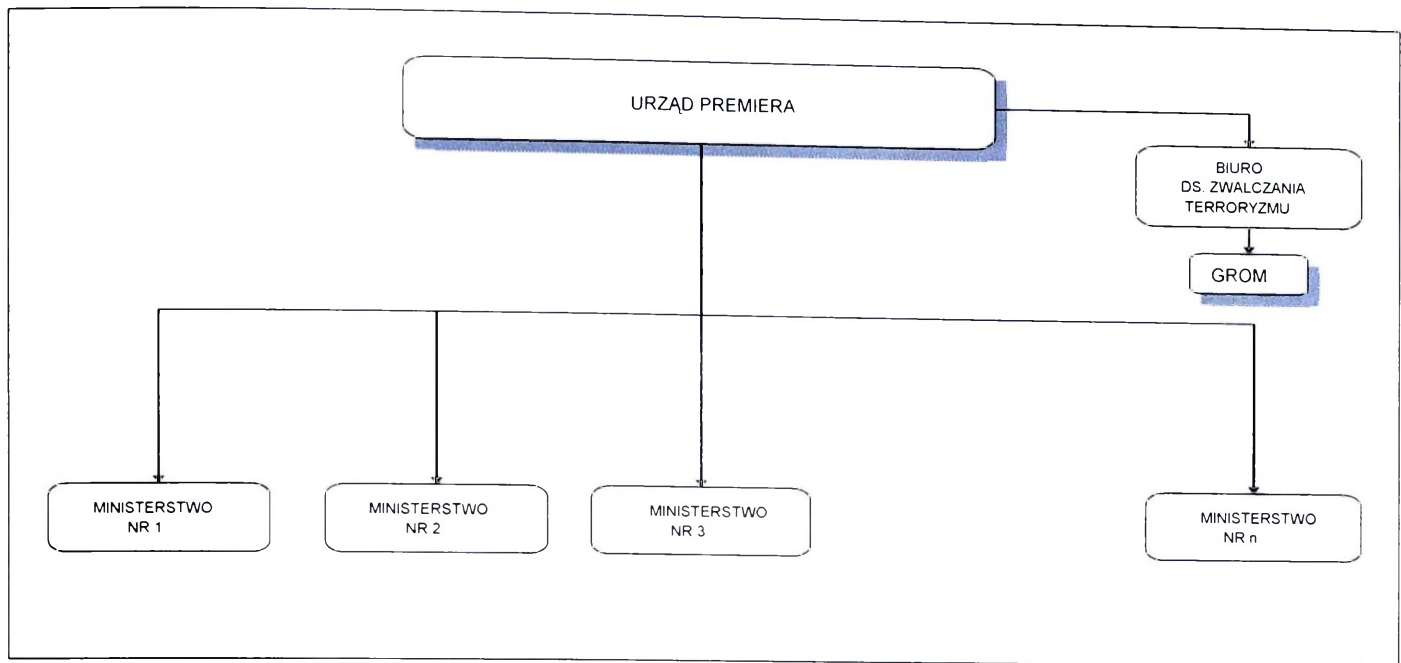 URZĄD PREMIERA
BIURO
DS. ZWALCZANIA
TERRORYZMU
GROM
MINISTERSTWO
NR 1
MINISTERSTWO
NR 2
MINISTERSTWO
NR 3
MINISTERSTWO
NR n